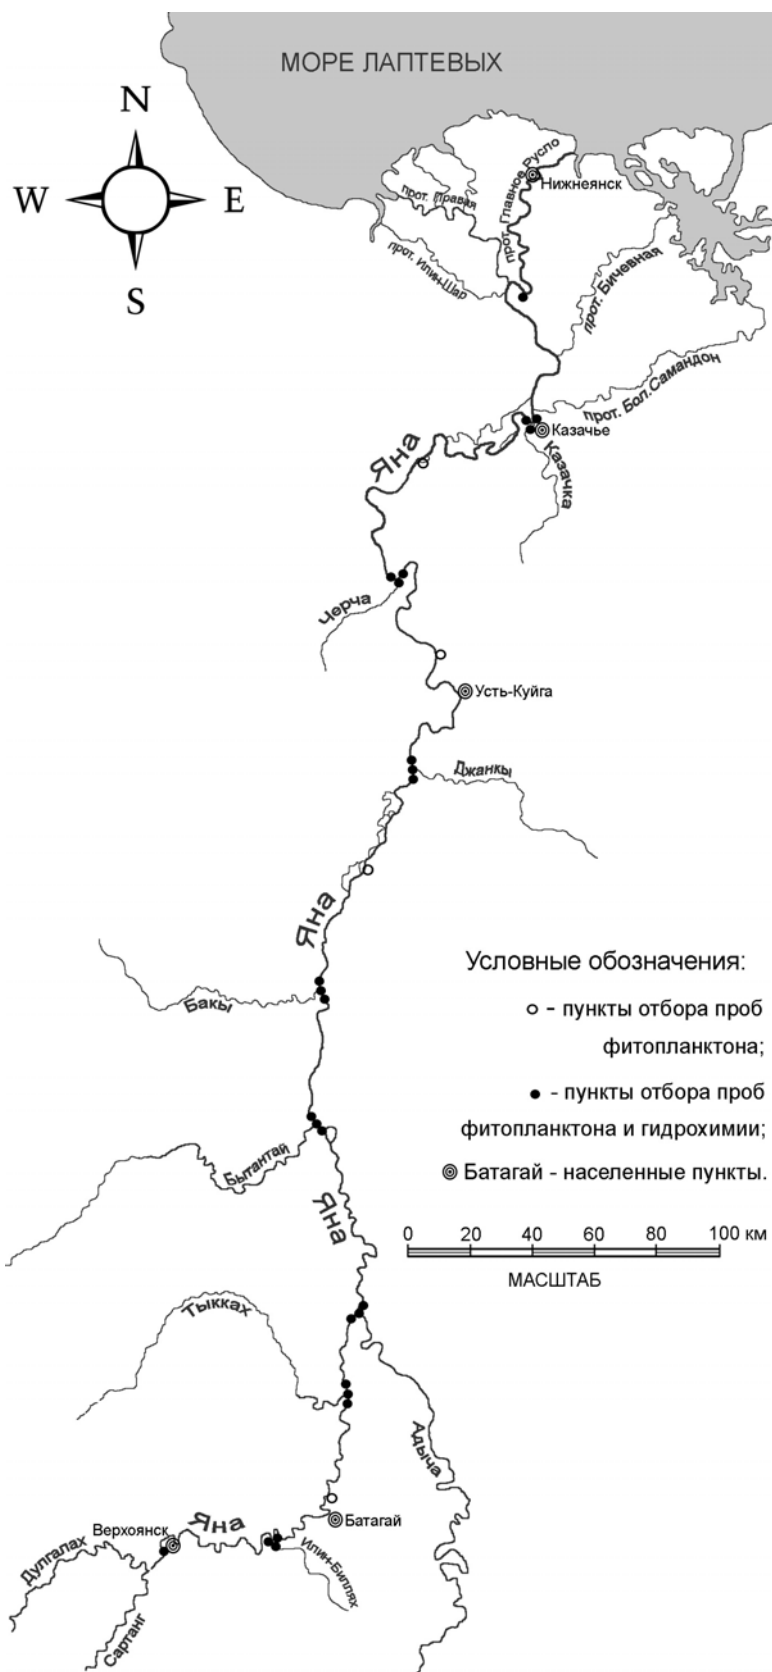 МОРЕ ЛАПТЕВЫХ
N
W
E
S
прот. Главное Русло
Нижнеянск
прот. Правая
прот. Илин-Шар
прот. Бичевная
прот. Бол.Самандон
Казачье
Казачка
Яна
Черча
Усть-Куйга
Джанкы
Яна
Бакы
Условные обозначения:
- пункты отбора проб
фитопланктона;
- пункты отбора проб
фитопланктона и гидрохимии;
Батагай - населенные пункты.
0 20 40 60 80 100 км
МАСШТАБ
Бытантай
Яна
Тыкках
Адыча
Батагай
Верхоянск
Яна
Илин-Биллях
Дулгалах
Сартанг